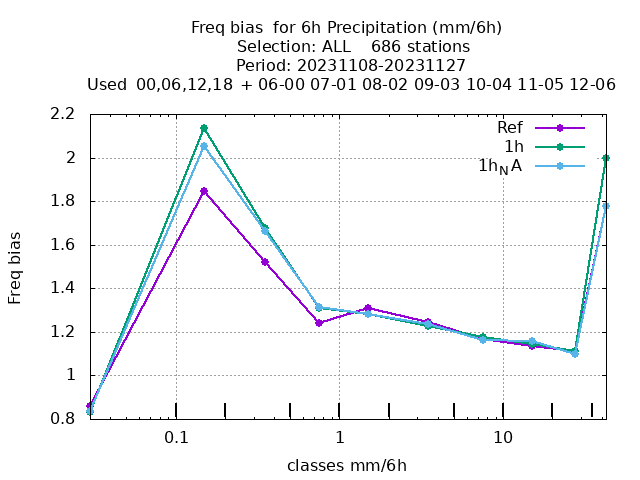 Freq bias  for 6h Precipitation (mm/6h)
Selection: ALL    686 stations
Period: 20231108-20231127
Used  00,06,12,18  + 06-00 07-01 08-02 09-03 10-04 11-05 12-06
2.2
2
1.8
1.6
1.4
1.2
1
0.8
Freq bias
Ref
1h
1hNA
0.1
1
10
classes mm/6h